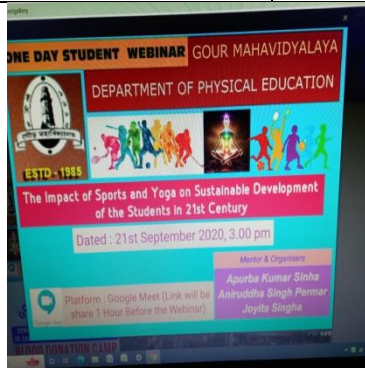 ONE DAY STUDENT WEBINAR GOUR MAHAVIDYALAYA
DEPARTMENT OF PHYSICAL EDUCATION
ESTD - 1985
The Impact of Sports and Yoga on Sustainable Development
of the Students in 21st Century
Dated : 21st September 2020, 3.00 pm
Mentor & Organisers
Apurba Kumar Sinha
Aniruddha Singh Permar
Joyita Singha
Platform : Google Meet (Link will be
share 1 Hour Before the Webinar)
Google Meet
BLOOD DONATION CAMP